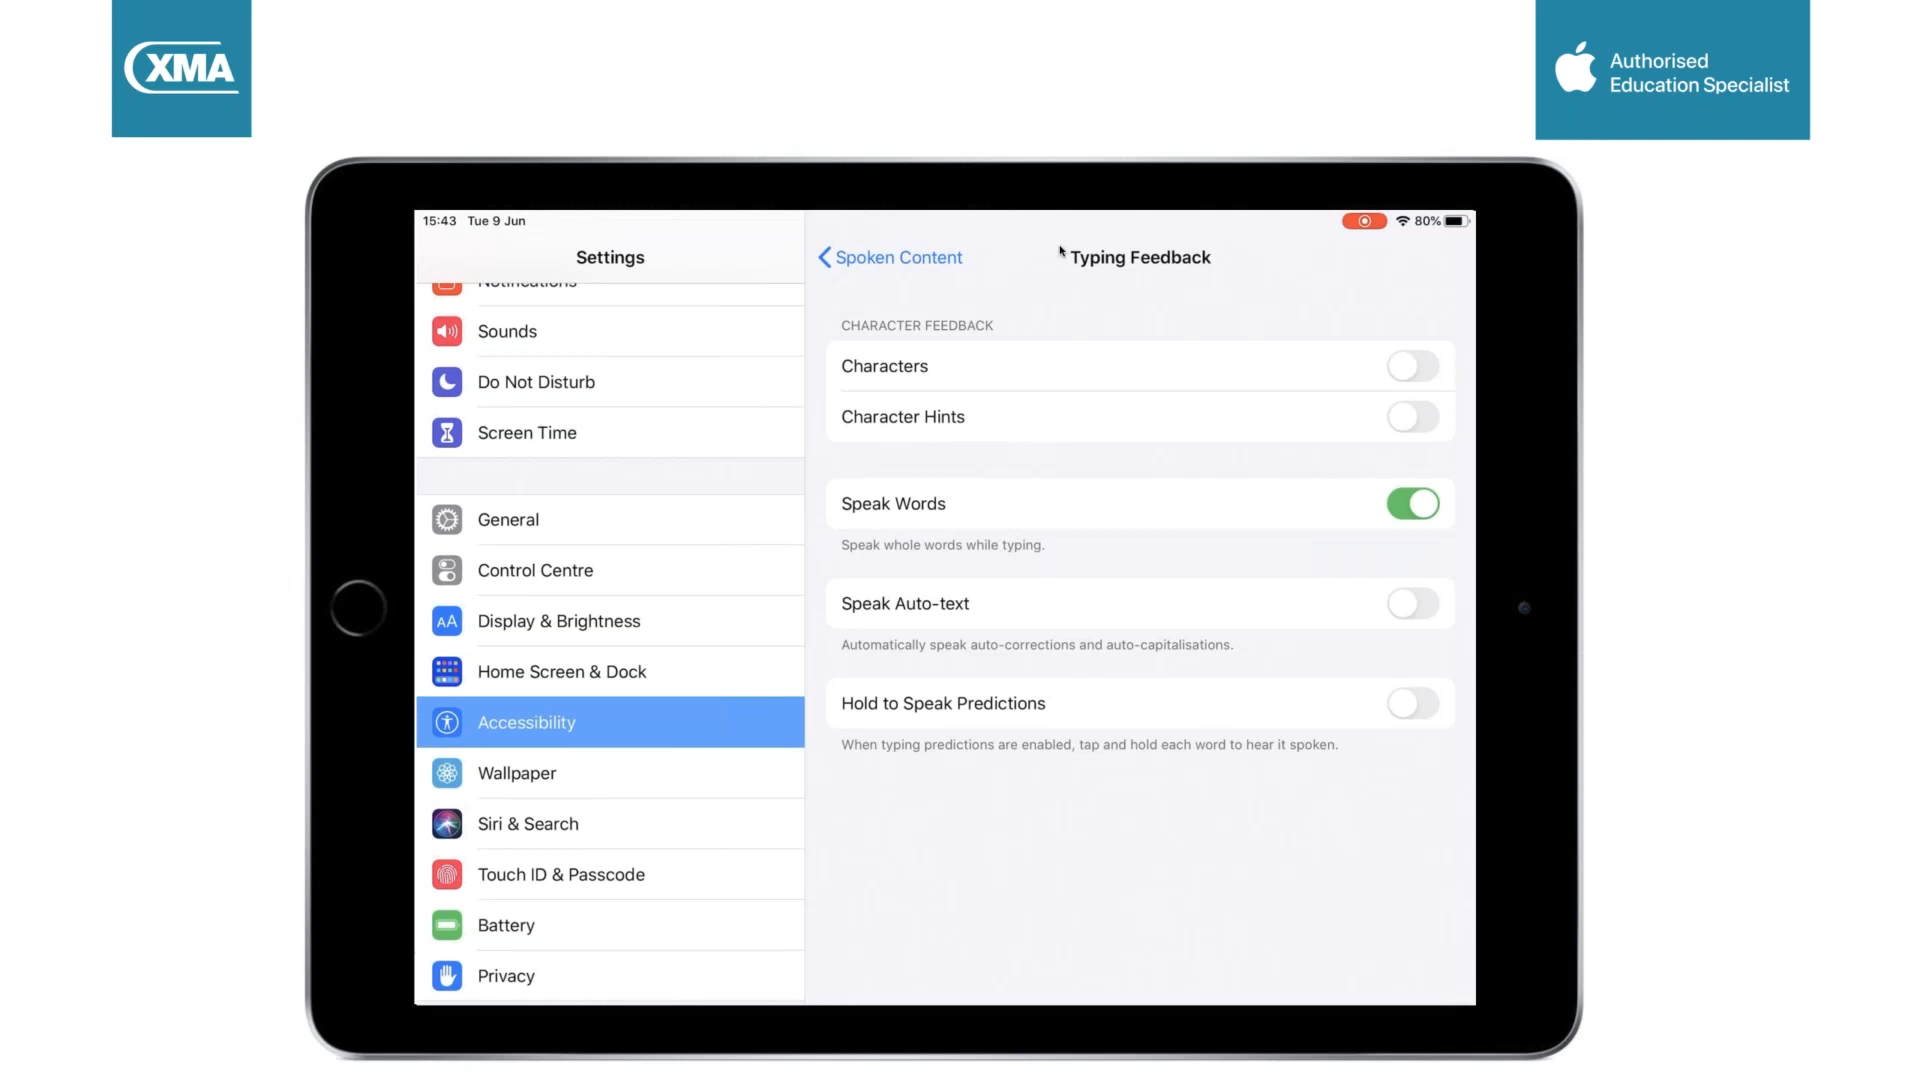 XMA
Authorised
Education Specialist
15:43 Tue 9 Jun
80%
Settings
Spoken Content
Typing Feedback
Notifications
Sounds
Do Not Disturb
Screen Time
General
Control Centre
AA
Display & Brightness
Home Screen & Dock
Accessibility
Wallpaper
Siri & Search
Touch ID & Passcode
Battery
Privacy
CHARACTER FEEDBACK
Characters
Character Hints
Speak Words
Speak whole words while typing.
Speak Auto-text
Automatically speak auto-corrections and auto-capitalisations.
Hold to Speak Predictions
When typing predictions are enabled, tap and hold each word to hear it spoken.